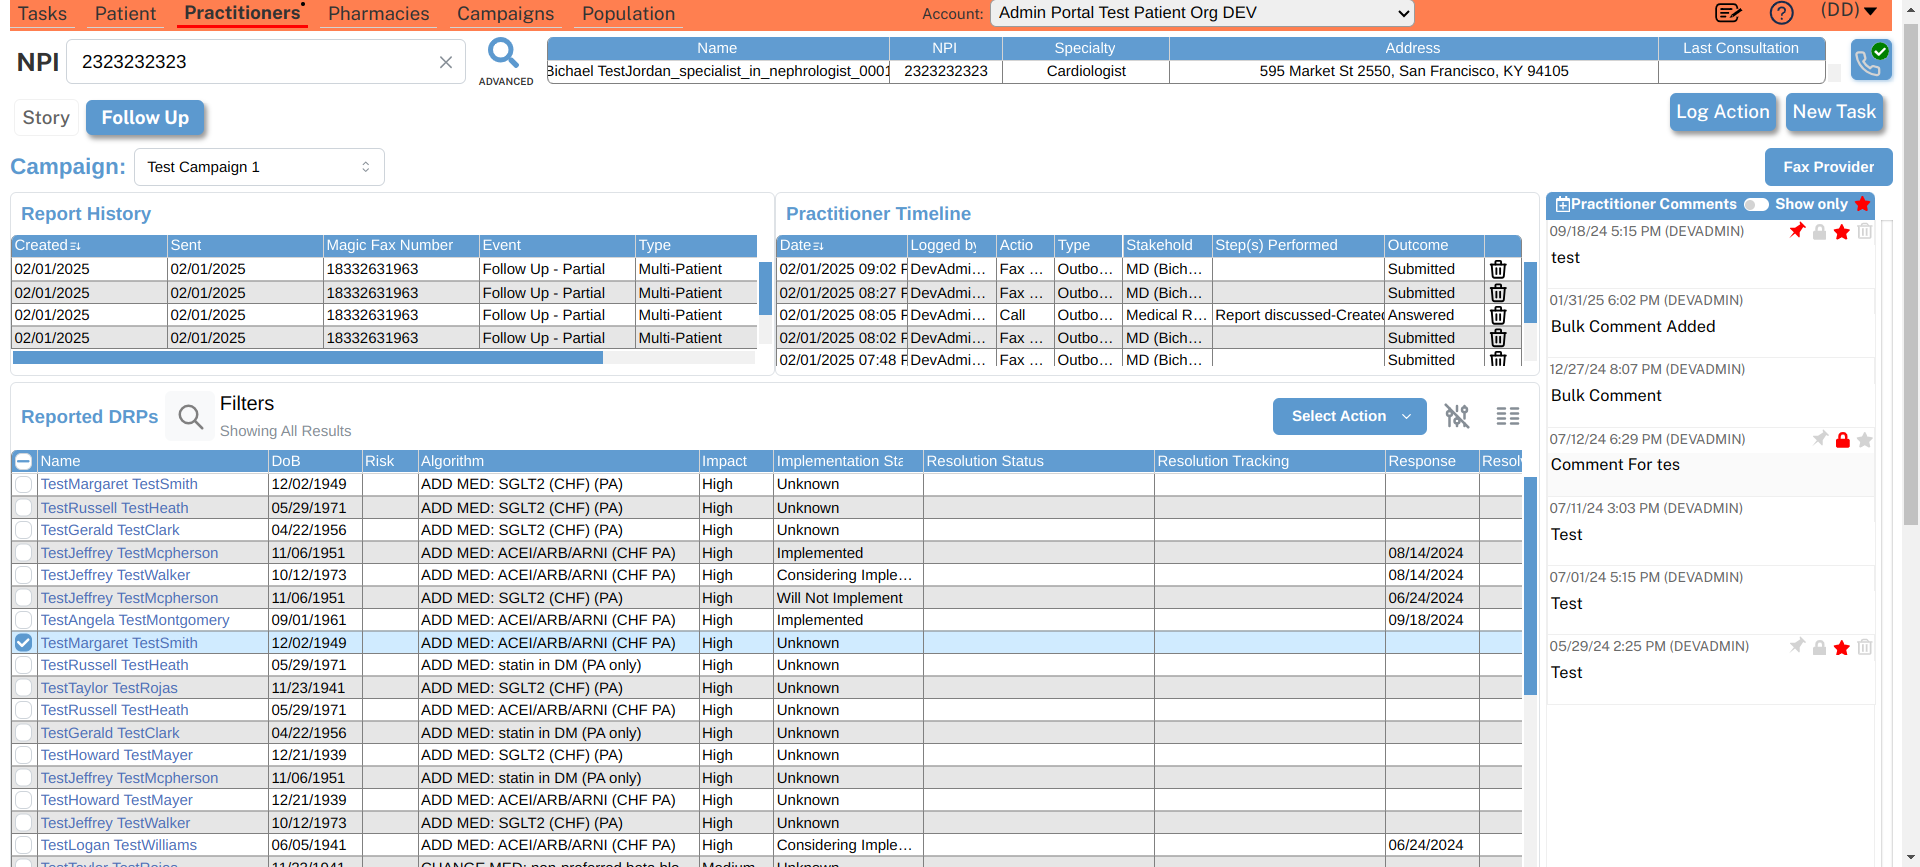 Tasks Patient Practitioners Pharmacies Campaigns Population Account: Admin Portal Test Patient Org DEV (DD)
NPI 2323232323 ADVANCED
Name NPI Specialty Address Last Consultation
Bichael TestJordan_specialist_in_nephrologist_0001 2323232323 Cardiologist 595 Market St 2550, San Francisco, KY 94105
Story Follow Up Log Action New Task
Campaign: Test Campaign 1 Fax Provider
Report History
Created Sent Magic Fax Number Event Type
02/01/2025 02/01/2025 18332631963 Follow Up - Partial Multi-Patient
02/01/2025 02/01/2025 18332631963 Follow Up - Partial Multi-Patient
02/01/2025 02/01/2025 18332631963 Follow Up - Partial Multi-Patient
02/01/2025 02/01/2025 18332631963 Follow Up - Partial Multi-Patient
Practitioner Timeline
Date Logged by Actio Type Stakehold Step(s) Performed Outcome
02/01/2025 09:02 P DevAdmi... Fax ... Outbo... MD (Bich... Submitted
02/01/2025 08:27 P DevAdmi... Fax ... Outbo... MD (Bich... Submitted
02/01/2025 08:05 P DevAdmi... Call Outbo... Medical R... Report discussed-Created Answered
02/01/2025 08:02 P DevAdmi... Fax ... Outbo... MD (Bich... Submitted
02/01/2025 07:48 P DevAdmi... Fax ... Outbo... MD (Bich... Submitted
Practitioner Comments Show only
09/18/24 5:15 PM (DEVADMIN)
test
01/31/25 6:02 PM (DEVADMIN)
Bulk Comment Added
12/27/24 8:07 PM (DEVADMIN)
Bulk Comment
07/12/24 6:29 PM (DEVADMIN)
Comment For tes
07/11/24 3:03 PM (DEVADMIN)
Test
07/01/24 5:15 PM (DEVADMIN)
Test
05/29/24 2:25 PM (DEVADMIN)
Test
Reported DRPs Filters
Showing All Results
Select Action
Name DoB Risk Algorithm Impact Implementation Sta Resolution Status Resolution Tracking Response Resol
TestMargaret TestSmith 12/02/1949 ADD MED: SGLT2 (CHF) (PA) High Unknown
TestRussell TestHeath 05/29/1971 ADD MED: SGLT2 (CHF) (PA) High Unknown
TestGerald TestClark 04/22/1956 ADD MED: SGLT2 (CHF) (PA) High Unknown
TestJeffrey TestMcpherson 11/06/1951 ADD MED: ACEI/ARB/ARNI (CHF PA) High Implemented 08/14/2024
TestJeffrey TestWalker 10/12/1973 ADD MED: ACEI/ARB/ARNI (CHF PA) High Considering Imple... 08/14/2024
TestJeffrey TestMcpherson 11/06/1951 ADD MED: SGLT2 (CHF) (PA) High Will Not Implement 06/24/2024
TestAngela TestMontgomery 09/01/1961 ADD MED: ACEI/ARB/ARNI (CHF PA) High Implemented 09/18/2024
TestMargaret TestSmith 12/02/1949 ADD MED: ACEI/ARB/ARNI (CHF PA) High Unknown
TestRussell TestHeath 05/29/1971 ADD MED: statin in DM (PA only) High Unknown
TestTaylor TestRojas 11/23/1941 ADD MED: SGLT2 (CHF) (PA) High Unknown
TestRussell TestHeath 05/29/1971 ADD MED: ACEI/ARB/ARNI (CHF PA) High Unknown
TestGerald TestClark 04/22/1956 ADD MED: statin in DM (PA only) High Unknown
TestHoward TestMayer 12/21/1939 ADD MED: SGLT2 (CHF) (PA) High Unknown
TestJeffrey TestMcpherson 11/06/1951 ADD MED: statin in DM (PA only) High Unknown
TestHoward TestMayer 12/21/1939 ADD MED: ACEI/ARB/ARNI (CHF PA) High Unknown
TestJeffrey TestWalker 10/12/1973 ADD MED: SGLT2 (CHF) (PA) High Unknown
TestLogan TestWilliams 06/05/1941 ADD MED: ACEI/ARB/ARNI (CHF PA) High Considering Imple... 06/24/2024
TestTaylor TestRojas 11/23/1941 CHANGE MED: non-preferred beta blo... Medium Unknown